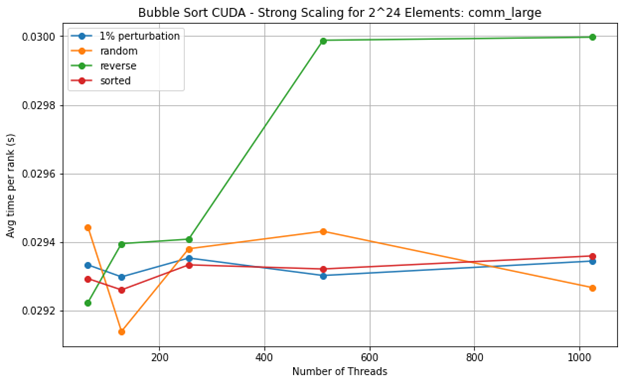 Bubble Sort CUDA - Strong Scaling for 2^24 Elements: comm_large
1% perturbation
random
reverse
sorted
Avg time per rank (s)
0.0300
0.0298
0.0296
0.0294
0.0292
200
400
600
800
1000
Number of Threads